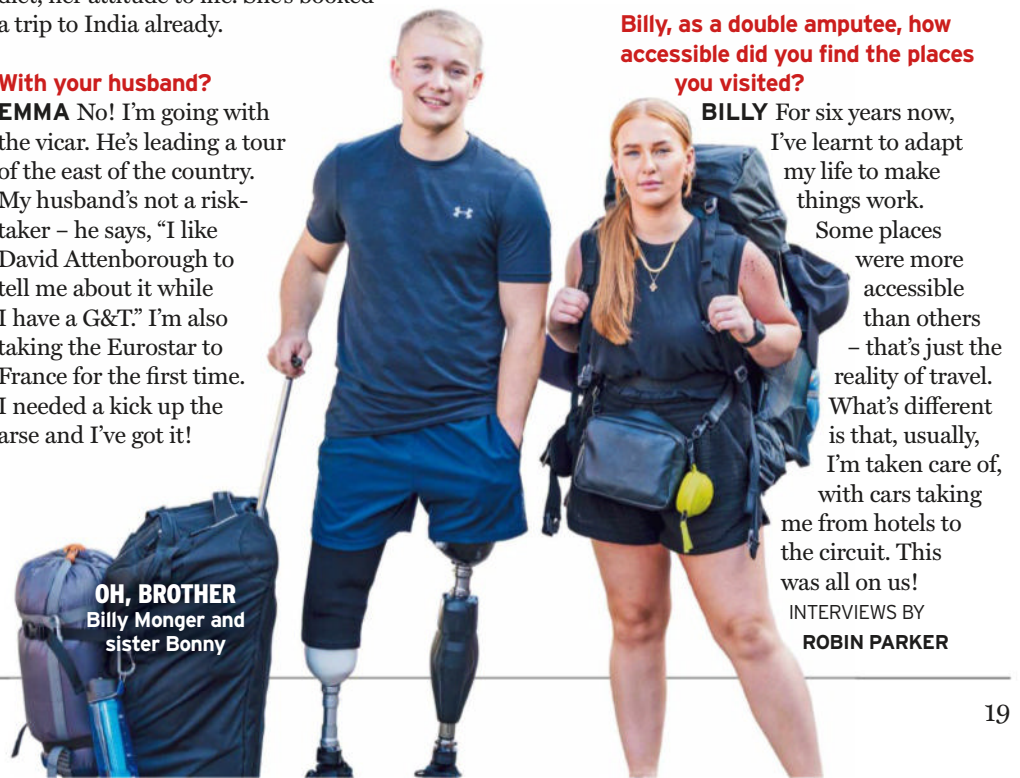 a trip to India already.
With your husband?
EMMA No! I'm going with
the vicar. He's leading a tour
of the east of the country.
My husband's not a risk-
taker – he says, “I like
David Attenborough to
tell me about it while
I have a G&T.” I'm also
taking the Eurostar to
France for the first time.
I needed a kick up the
arse and I've got it!
OH, BROTHER
Billy Monger and
sister Bonny
Billy, as a double amputee, how
accessible did you find the places
you visited?
BILLY For six years now,
I've learnt to adapt
my life to make
things work.
Some places
were more
accessible
than others
– that's just the
reality of travel.
What's different
is that, usually,
I'm taken care of,
with cars taking
me from hotels to
the circuit. This
was all on us!
INTERVIEWS BY
ROBIN PARKER
19